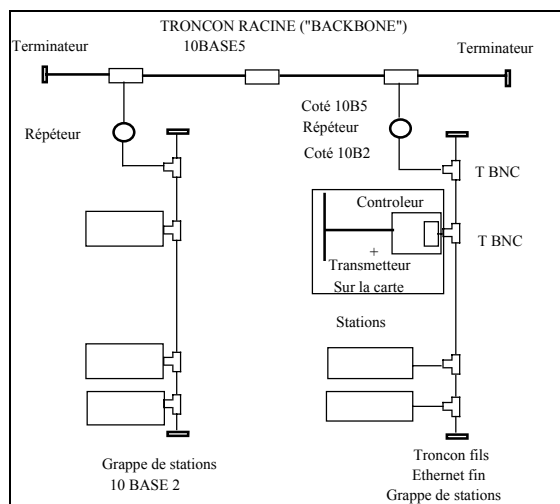 TRONCON RACINE ("BACKBONE")
Terminateur
10BASE5
Terminateur
Coté 10B5
Répéteur
Répéteur
Coté 10B2
T BNC
Controleur
T BNC
+
Transmetteur
Sur la carte
Stations
Grappe de stations
10 BASE 2
Troncon fils
Ethernet fin
Grappe de stations